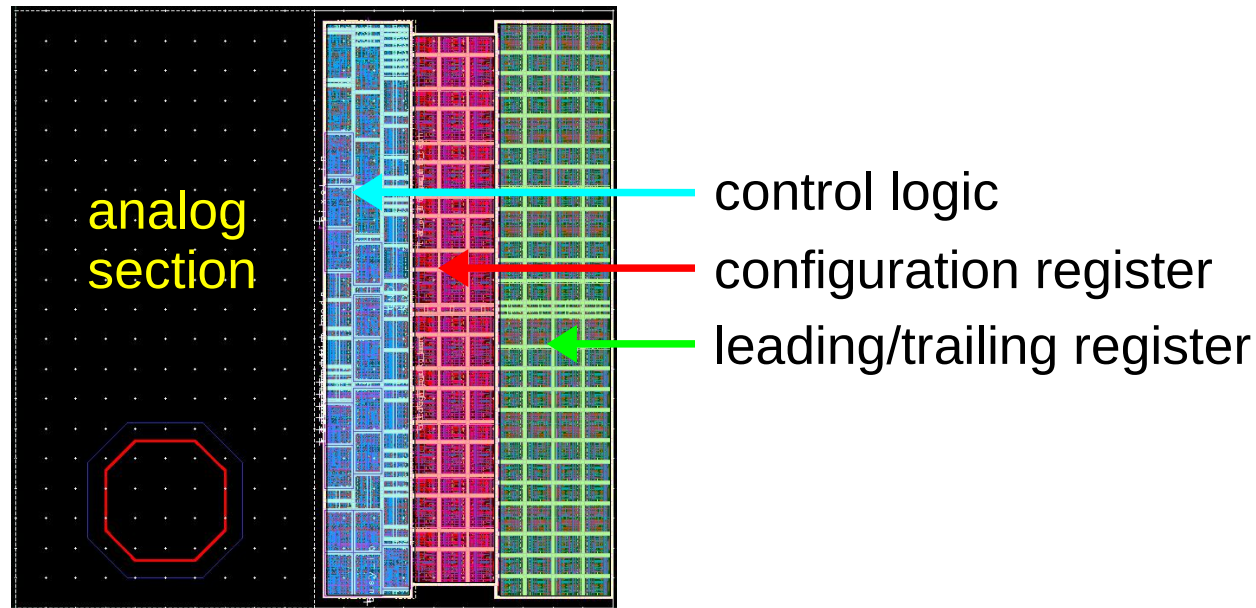 analog
section
control logic
configuration register
leading/trailing register